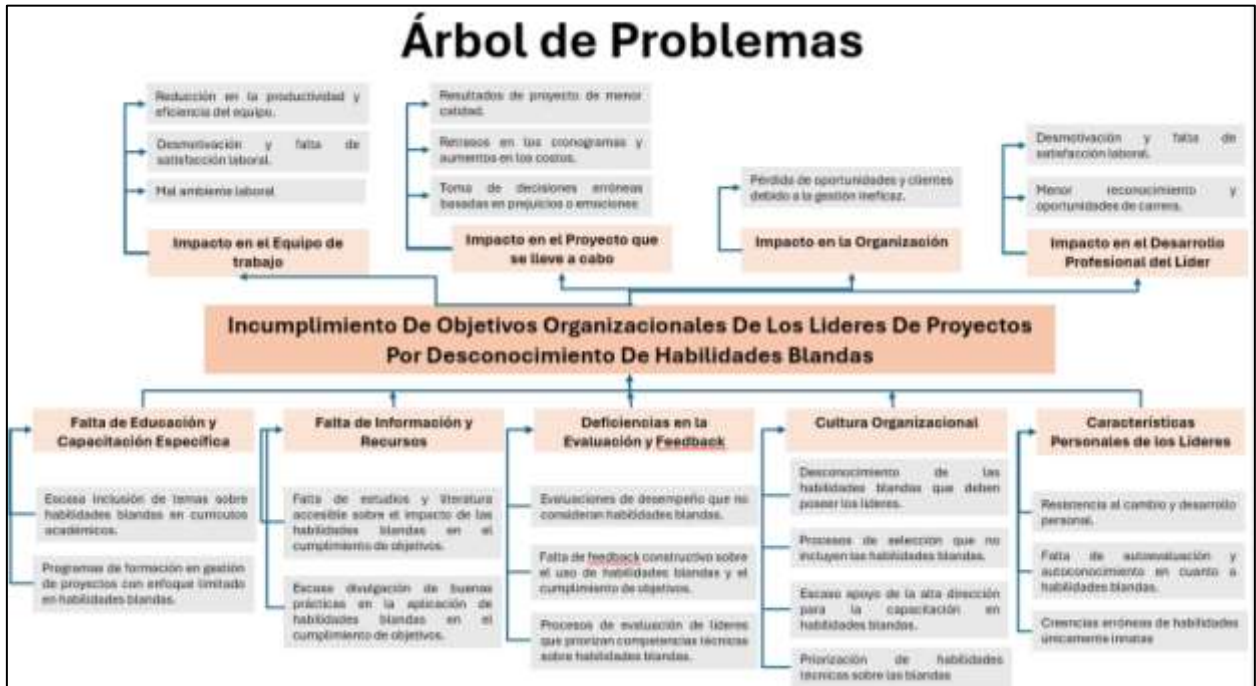 Árbol de Problemas
Reducción en la productividad y
eficiencia del equipo.
Desmotivación y falta de
satisfacción laboral.
Mal ambiente laboral
Impacto en el Equipo de
trabajo
Resultados de proyecto de menor
calidad.
Retrasos en los cronogramas y
aumentos en los costos.
Toma de decisiones erróneas
basadas en prejuicios o emociones
Impacto en el Proyecto que
se lleve a cabo
Pérdida de oportunidades y clientes
debido a la gestión ineficaz.
Impacto en la Organización
Desmotivación y falta de
satisfacción laboral.
Menor reconocimiento y
oportunidades de carrera.
Impacto en el Desarrollo
Profesional del Líder
Incumplimiento De Objetivos Organizacionales De Los Lideres De Proyectos
Por Desconocimiento De Habilidades Blandas
Falta de Educación y
Capacitación Específica
Escasa inclusión de temas sobre
habilidades blandas en currículos
académicos.
Programas de formación en gestión
de proyectos con enfoque limitado
en habilidades blandas.
Falta de Información y
Recursos
Falta de estudios y literatura
accesible sobre el impacto de las
habilidades blandas en el
cumplimiento de objetivos.
Escasa divulgación de buenas
prácticas en la aplicación de
habilidades blandas en el
cumplimiento de objetivos.
Deficiencias en la
Evaluación y Feedback
Evaluaciones de desempeño que no
consideran habilidades blandas.
Falta de feedback constructivo sobre
el uso de habilidades blandas y el
cumplimiento de objetivos.
Procesos de evaluación de líderes
que priorizan competencias técnicas
sobre habilidades blandas.
Cultura Organizacional
Desconocimiento de las
habilidades blandas que deben
poseer los líderes.
Procesos de selección que no
incluyen las habilidades blandas.
Escaso apoyo de la alta dirección
para la capacitación en
habilidades blandas.
Priorización de habilidades
técnicas sobre las blandas
Características
Personales de los Líderes
Resistencia al cambio y desarrollo
personal.
Falta de autoevaluación y
autoconocimiento en cuanto a
habilidades blandas.
Creencias erróneas de habilidades
únicamente innatas